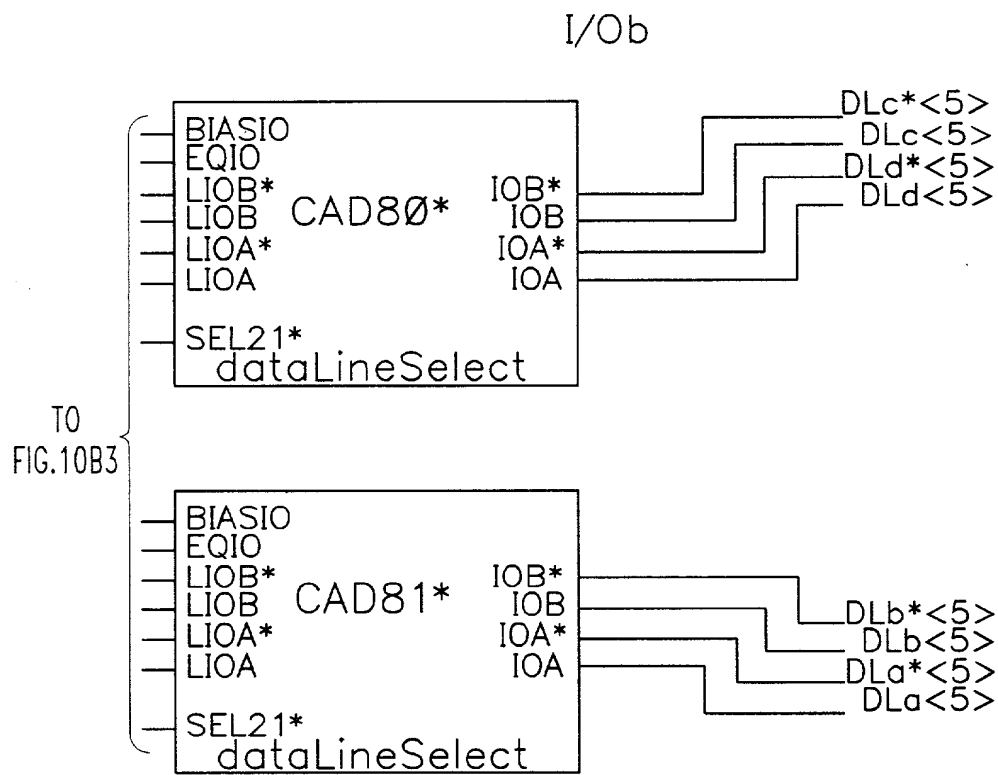 I/Ob
BIASIO
EQIO
LIOB*
LIOB
LIOA*
LIOA
SEL21*
CAD80*
dataLineSelect
IOB*
IOB
IOA*
IOA
DLc*<5>
DLc<5>
DLd*<5>
DLd<5>
TO
FIG.10B3
BIASIO
EQIO
LIOB*
LIOB
LIOA*
LIOA
SEL21*
CAD81*
dataLineSelect
IOB*
IOB
IOA*
IOA
DLb*<5>
DLb<5>
DLa*<5>
DLa<5>